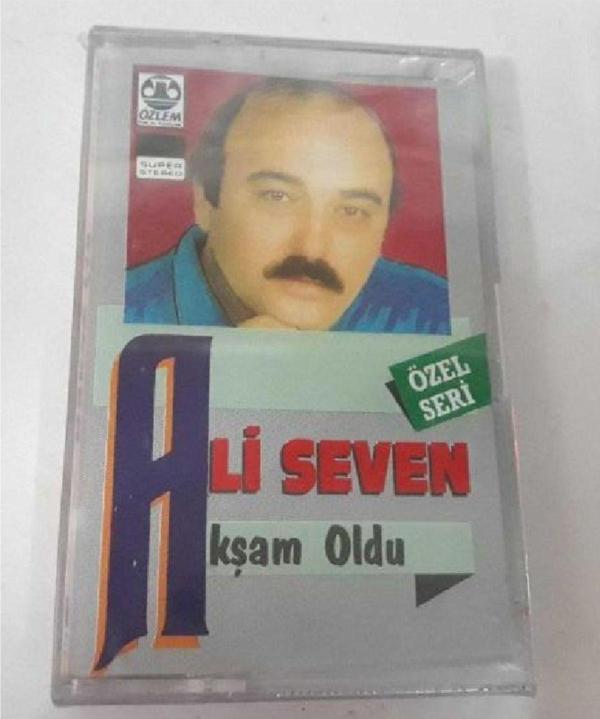 ÖZLEM
SUPER
STEREO
ÖZEL
SERİ
ALİ SEVEN
Akşam Oldu